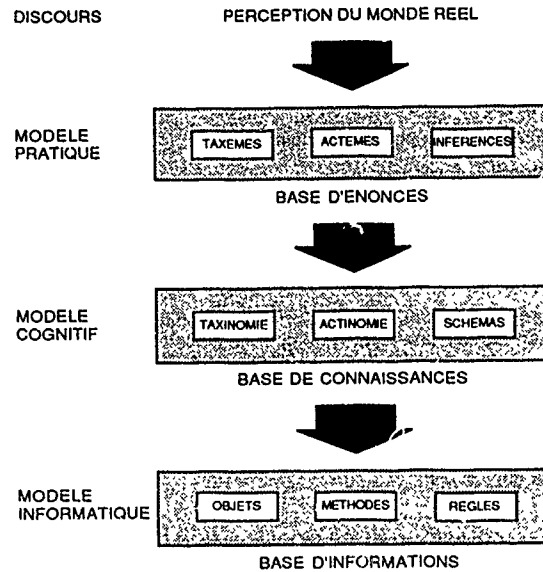 DISCOURS PERCEPTION DU MONDE REEL
MODELE
PRATIQUE
TAXEMES ACTEMES INFERENCES
BASE D'ENONCES
MODELE
COGNITIF
TAXINOMIE ACTINOMIE SCHEMAS
BASE DE CONNAISSANCES
MODELE
INFORMATIQUE
OBJETS METHODES REGLES
BASE D'INFORMATIONS